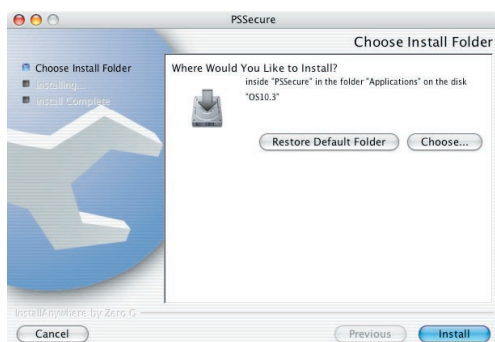 PSSecure
Choose Install Folder
Choose Install Folder
Installing...
Install Complete
Where Would You Like to Install?
inside "PSSecure" in the folder "Applications" on the disk
"OS10.3"
Restore Default Folder
Choose...
InstallAnywhere by Zero G
Cancel
Previous
Install